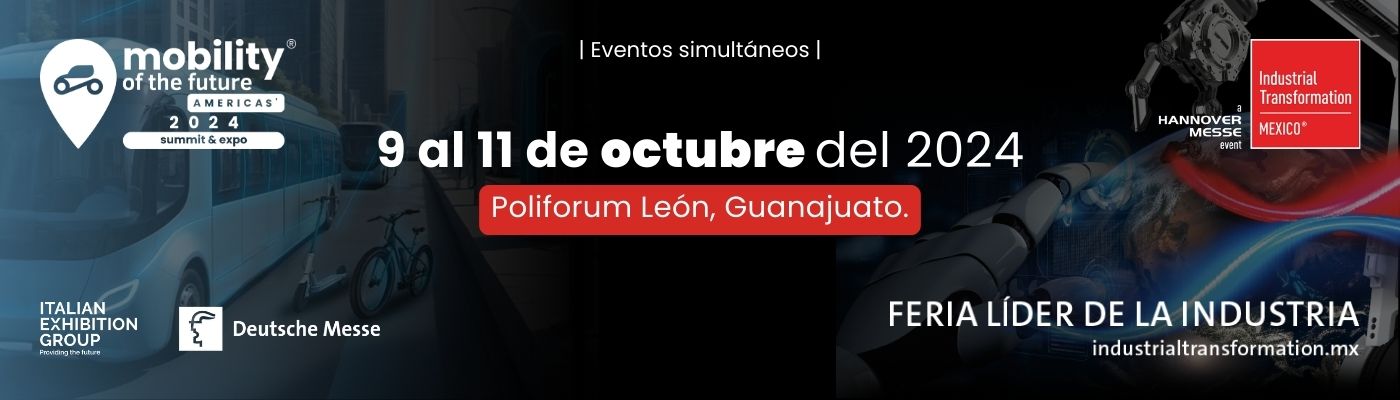 mobility®
of the future
AMERICAS'
2024
summit & expo
| Eventos simultáneos |
9 al 11 de octubre del 2024
Poliforum León, Guanajuato.
a
HANNOVER
MESSE
event
Industrial
Transformation
MEXICO®
ITALIAN
EXHIBITION
GROUP
Providing the future
Deutsche Messe
FERIA LÍDER DE LA INDUSTRIA
industrialtransformation.mx